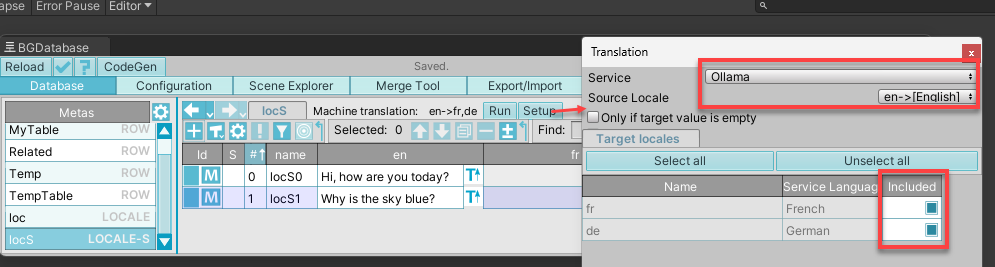 apse Error Pause Editor
BGDatabase
Reload CodeGen Saved.
Database Configuration Scene Explorer Merge Tool Export/Import
Metas
MyTable ROW
Related ROW
Temp ROW
TempTable ROW
loc LOCALE
locS LOCALE-S
locS Machine translation: en->fr,de Run Setup
Selected: 0 Find:
Id S # name en fr
M 0 locS0 Hi, how are you today? T
M 1 locS1 Why is the sky blue? T
Translation x
Service Ollama
Source Locale en->[English]
Only if target value is empty
Target locales
Select all Unselect all
Name Service Languag Included
fr French
de German